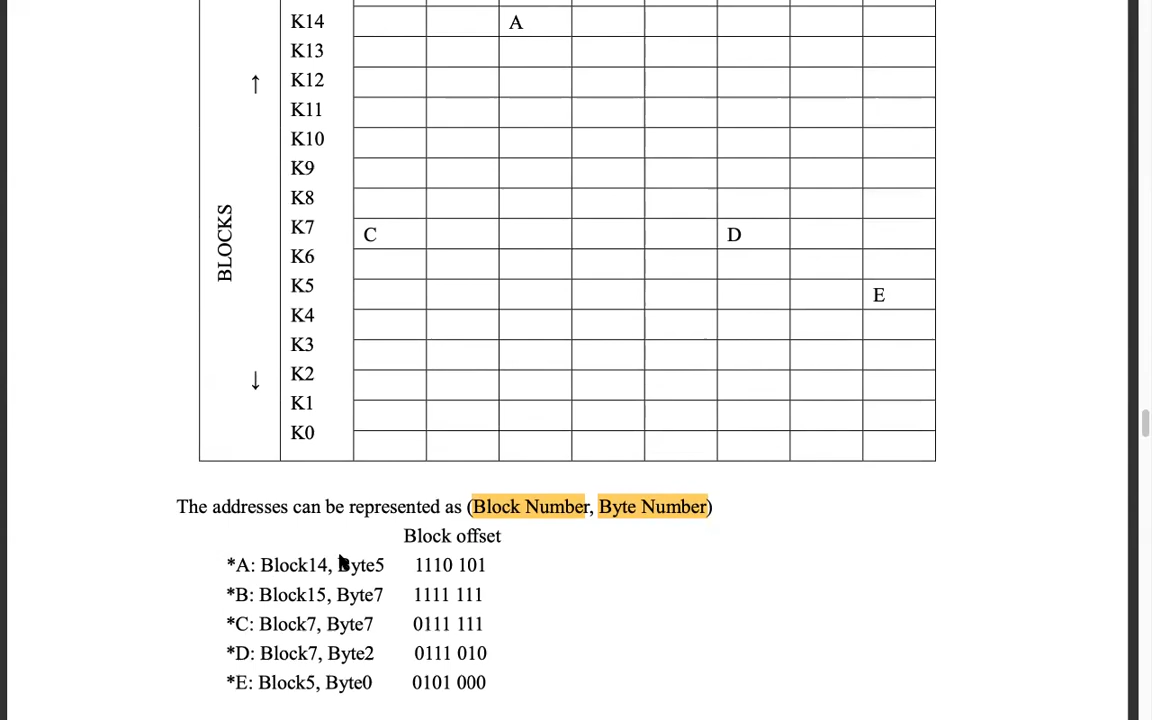 K14 A
K13
↑ K12
K11
K10
K9
K8
BLOCKS
K7 C D
K6
K5 E
K4
K3
↓ K2
K1
K0
The addresses can be represented as (Block Number, Byte Number)
Block offset
*A: Block14, Byte5 1110 101
*B: Block15, Byte7 1111 111
*C: Block7, Byte7 0111 111
*D: Block7, Byte2 0111 010
*E: Block5, Byte0 0101 000